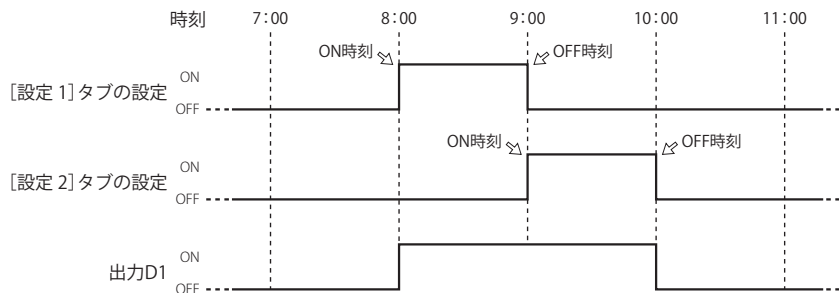 時刻 7：00 8：00 9：00 10：00 11：00
ON時刻 OFF時刻
ON
［設定 1］タブの設定
OFF
ON時刻 OFF時刻
ON
［設定 2］タブの設定
OFF
ON
出力D1
OFF